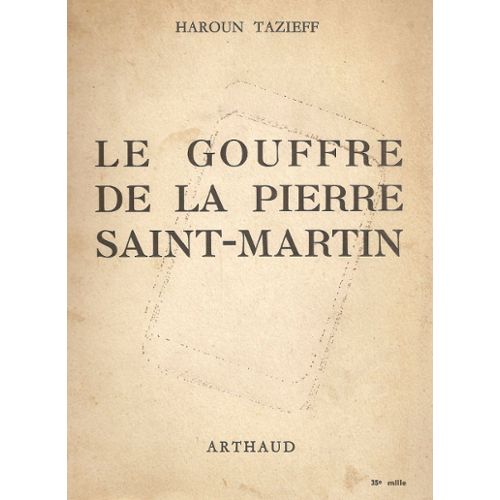 HAROUN TAZIEFF
LE GOUFFRE
DE LA PIERRE
SAINT-MARTIN
ARTHAUD
35e mille